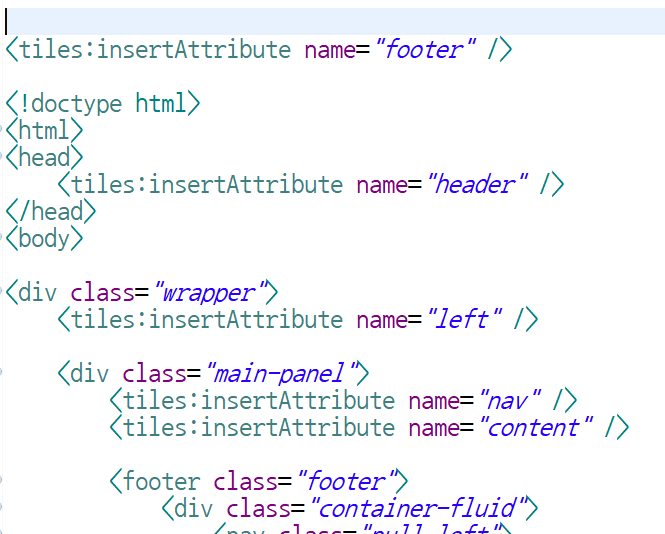 <tiles:insertAttribute name="footer" />
<!doctype html>
<html>
<head>
<tiles:insertAttribute name="header" />
</head>
<body>
<div class="wrapper">
<tiles:insertAttribute name="left" />
<div class="main-panel">
<tiles:insertAttribute name="nav" />
<tiles:insertAttribute name="content" />
<footer class="footer">
<div class="container-fluid">
<nav class="pull-left">